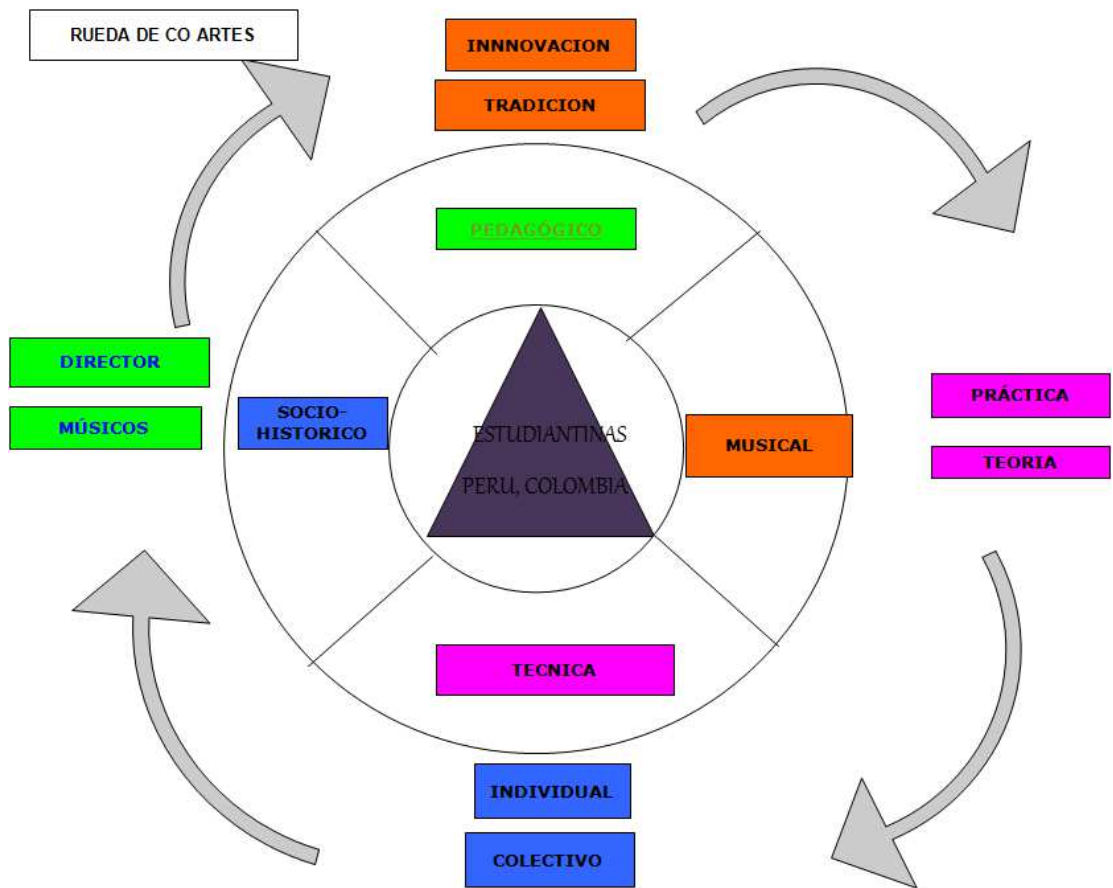 RUEDA DE CO ARTES
INNNOVACION
TRADICION
PEDAGÓGICO
DIRECTOR
MÚSICOS
SOCIO-
HISTORICO
ESTUDIANTINAS
PERU, COLOMBIA
MUSICAL
PRÁCTICA
TEORIA
TECNICA
INDIVIDUAL
COLECTIVO